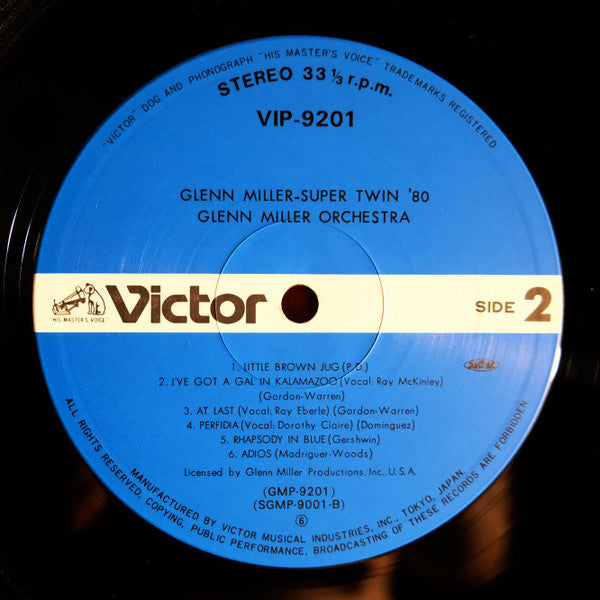 "VICTOR" DOG AND PHONOGRAPH "HIS MASTER'S VOICE" TRADEMARKS REGISTERED
STEREO 33⅓ r.p.m.
VIP-9201
GLENN MILLER-SUPER TWIN '80
GLENN MILLER ORCHESTRA
"HIS MASTER'S VOICE"
Victor
SIDE 2
1. LITTLE BROWN JUG (P.D.)
2. I'VE GOT A GAL IN KALAMAZOO (Vocal: Ray McKinley)
(Gordon-Warren)
3. AT LAST (Vocal: Ray Eberle) (Gordon-Warren)
4. PERFIDIA (Vocal: Dorothy Claire) (Dominguez)
5. RHAPSODY IN BLUE (Gershwin)
6. ADIOS (Madriguer-Woods)
Licensed by Glenn Miller Productions, Inc., U.S.A.
(GMP-9201)
(SGMP-9001-B)
⑥
ALL RIGHTS RESERVED. COPYING, PUBLIC PERFORMANCE, BROADCASTING OF THESE RECORDS ARE FORBIDDEN.
MANUFACTURED BY VICTOR MUSICAL INDUSTRIES, INC., TOKYO, JAPAN